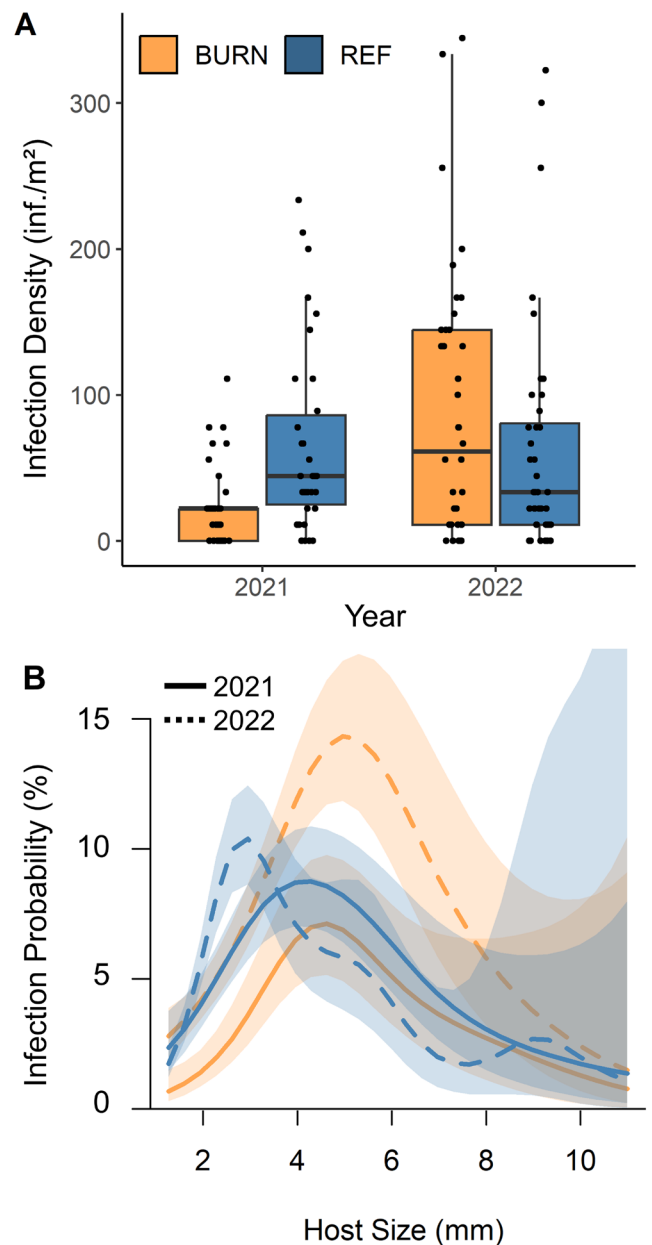 A
BURN REF
Infection Density (inf./m²)
300
200
100
0
2021 2022
Year
B
2021
2022
Infection Probability (%)
15
10
5
0
2 4 6 8 10
Host Size (mm)